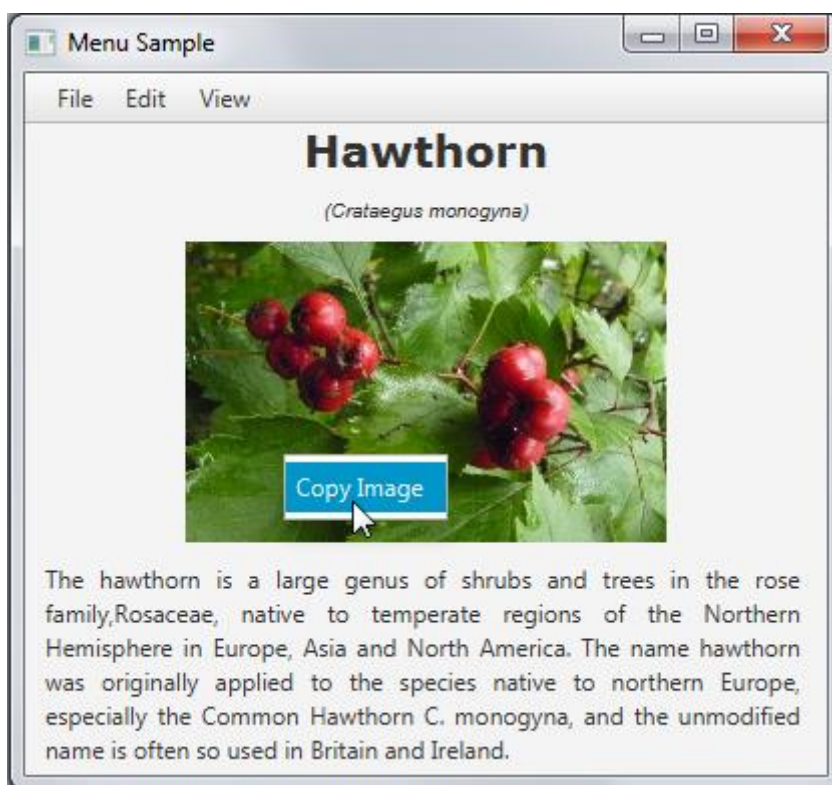 Menu Sample
File Edit View
Hawthorn
(Crataegus monogyna)
Copy Image
The hawthorn is a large genus of shrubs and trees in the rose
family,Rosaceae, native to temperate regions of the Northern
Hemisphere in Europe, Asia and North America. The name hawthorn
was originally applied to the species native to northern Europe,
especially the Common Hawthorn C. monogyna, and the unmodified
name is often so used in Britain and Ireland.